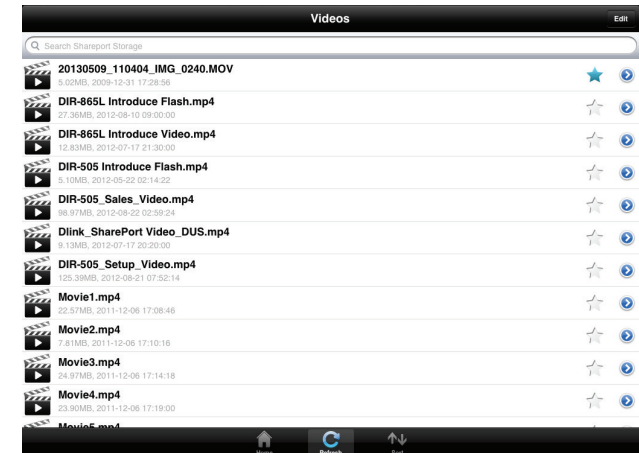 Videos
Edit
Search Shareport Storage
20130509_110404_IMG_0240.MOV
5.02MB, 2009-12-31 17:28:56
DIR-865L Introduce Flash.mp4
27.36MB, 2012-08-10 09:00:00
DIR-865L Introduce Video.mp4
12.83MB, 2012-07-17 21:30:00
DIR-505 Introduce Flash.mp4
5.10MB, 2012-05-22 02:14:22
DIR-505_Sales_Video.mp4
98.97MB, 2012-08-22 02:59:24
Dlink_SharePort Video_DUS.mp4
9.13MB, 2012-07-17 20:20:00
DIR-505_Setup_Video.mp4
125.39MB, 2012-08-21 07:52:14
Movie1.mp4
22.57MB, 2011-12-06 17:08:46
Movie2.mp4
7.81MB, 2011-12-06 17:10:16
Movie3.mp4
24.97MB, 2011-12-06 17:14:18
Movie4.mp4
23.90MB, 2011-12-06 17:19:00
Movie5.mp4
Home Refresh Sort